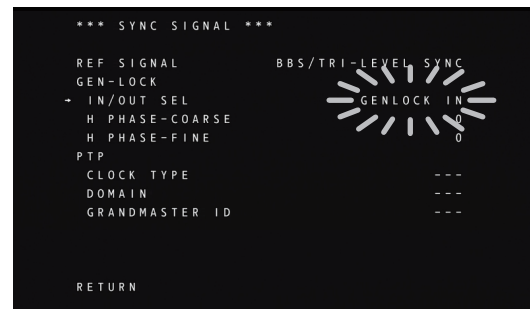 *** SYNC SIGNAL ***
REF SIGNAL BBS/TRI-LEVEL SYNC
GEN-LOCK
→ IN/OUT SEL GENLOCK IN
H PHASE-COARSE 0
H PHASE-FINE 0
PTP
CLOCK TYPE ---
DOMAIN ---
GRANDMASTER ID ---
RETURN